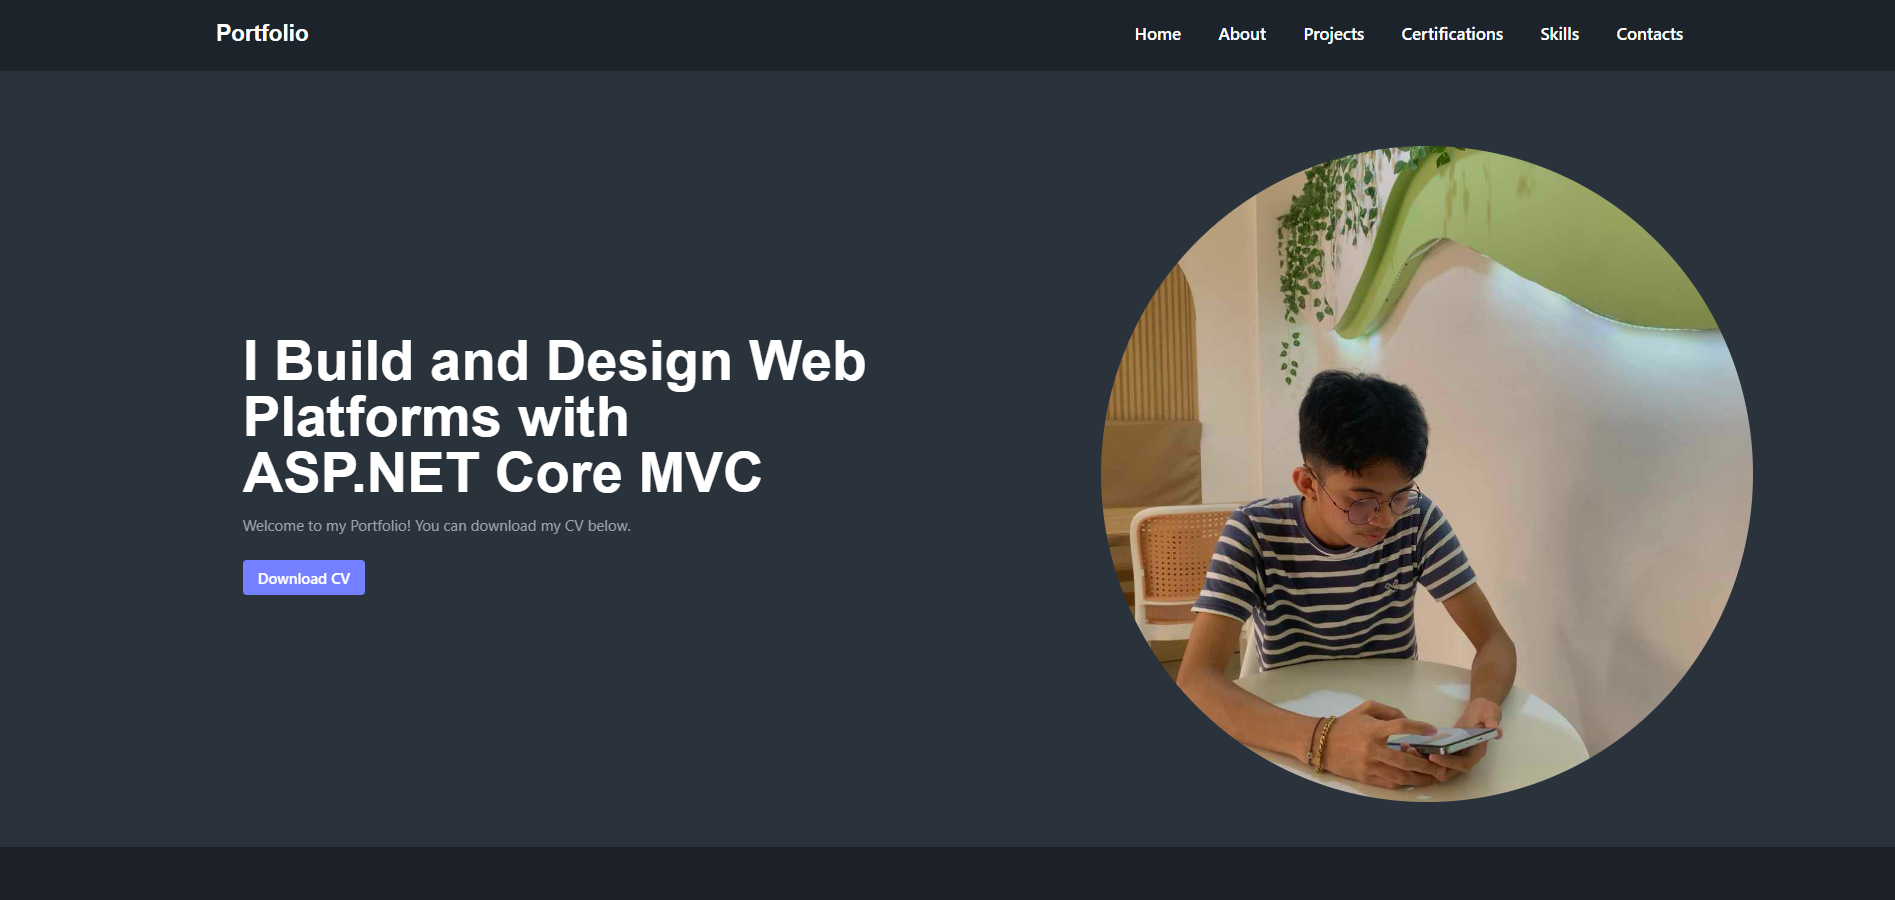 Portfolio
Home
About
Projects
Certifications
Skills
Contacts
I Build and Design Web
Platforms with
ASP.NET Core MVC
Welcome to my Portfolio! You can download my CV below.
Download CV